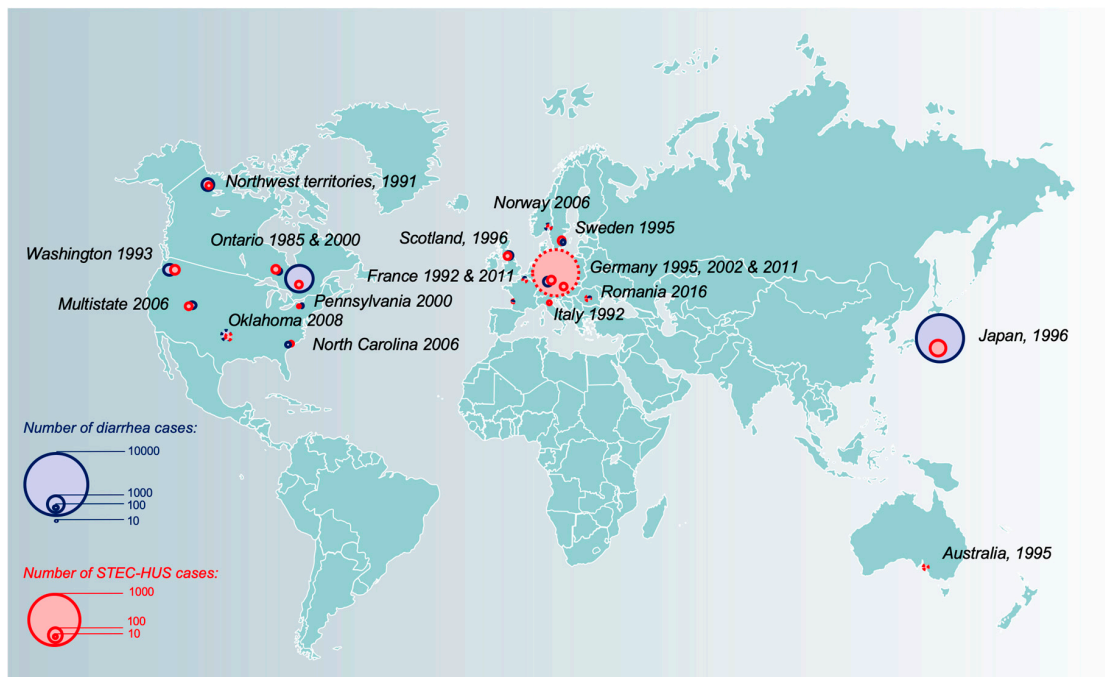 Northwest territories, 1991
Norway 2006
Sweden 1995
Washington 1993
Ontario 1985 & 2000
Scotland, 1996
France 1992 & 2011
Germany 1995, 2002 & 2011
Multistate 2006
Pennsylvania 2000
Romania 2016
Oklahoma 2008
Italy 1992
North Carolina 2006
Japan, 1996
Number of diarrhea cases:
10000
1000
100
10
Australia, 1995
Number of STEC-HUS cases:
1000
100
10